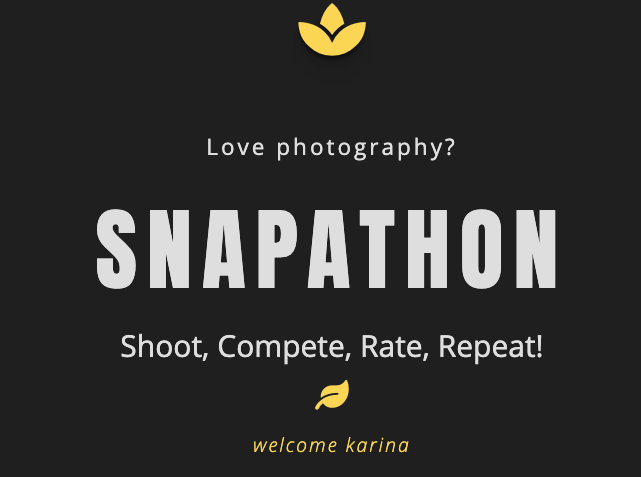 Love photography?
SNAPATHON
Shoot, Compete, Rate, Repeat!
welcome karina